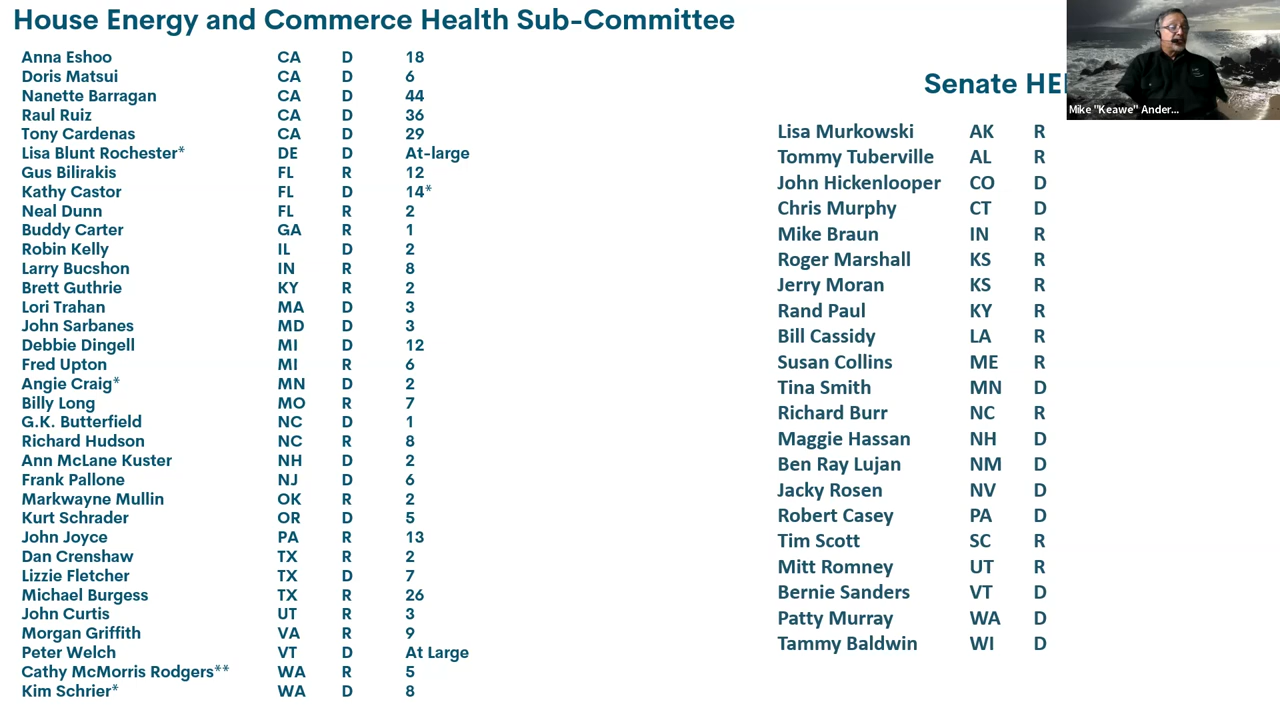 House Energy and Commerce Health Sub-Committee
Anna Eshoo CA D 18
Doris Matsui CA D 6
Nanette Barragan CA D 44
Raul Ruiz CA D 36
Tony Cardenas CA D 29
Lisa Blunt Rochester* DE D At-large
Gus Bilirakis FL R 12
Kathy Castor FL D 14*
Neal Dunn FL R 2
Buddy Carter GA R 1
Robin Kelly IL D 2
Larry Bucshon IN R 8
Brett Guthrie KY R 2
Lori Trahan MA D 3
John Sarbanes MD D 3
Debbie Dingell MI D 12
Fred Upton MI R 6
Angie Craig* MN D 2
Billy Long MO R 7
G.K. Butterfield NC D 1
Richard Hudson NC R 8
Ann McLane Kuster NH D 2
Frank Pallone NJ D 6
Markwayne Mullin OK R 2
Kurt Schrader OR D 5
John Joyce PA R 13
Dan Crenshaw TX R 2
Lizzie Fletcher TX D 7
Michael Burgess TX R 26
John Curtis UT R 3
Morgan Griffith VA R 9
Peter Welch VT D At Large
Cathy McMorris Rodgers** WA R 5
Kim Schrier* WA D 8
Senate HE
Lisa Murkowski AK R
Tommy Tuberville AL R
John Hickenlooper CO D
Chris Murphy CT D
Mike Braun IN R
Roger Marshall KS R
Jerry Moran KS R
Rand Paul KY R
Bill Cassidy LA R
Susan Collins ME R
Tina Smith MN D
Richard Burr NC R
Maggie Hassan NH D
Ben Ray Lujan NM D
Jacky Rosen NV D
Robert Casey PA D
Tim Scott SC R
Mitt Romney UT R
Bernie Sanders VT D
Patty Murray WA D
Tammy Baldwin WI D
Mike "Keawe" Ander...